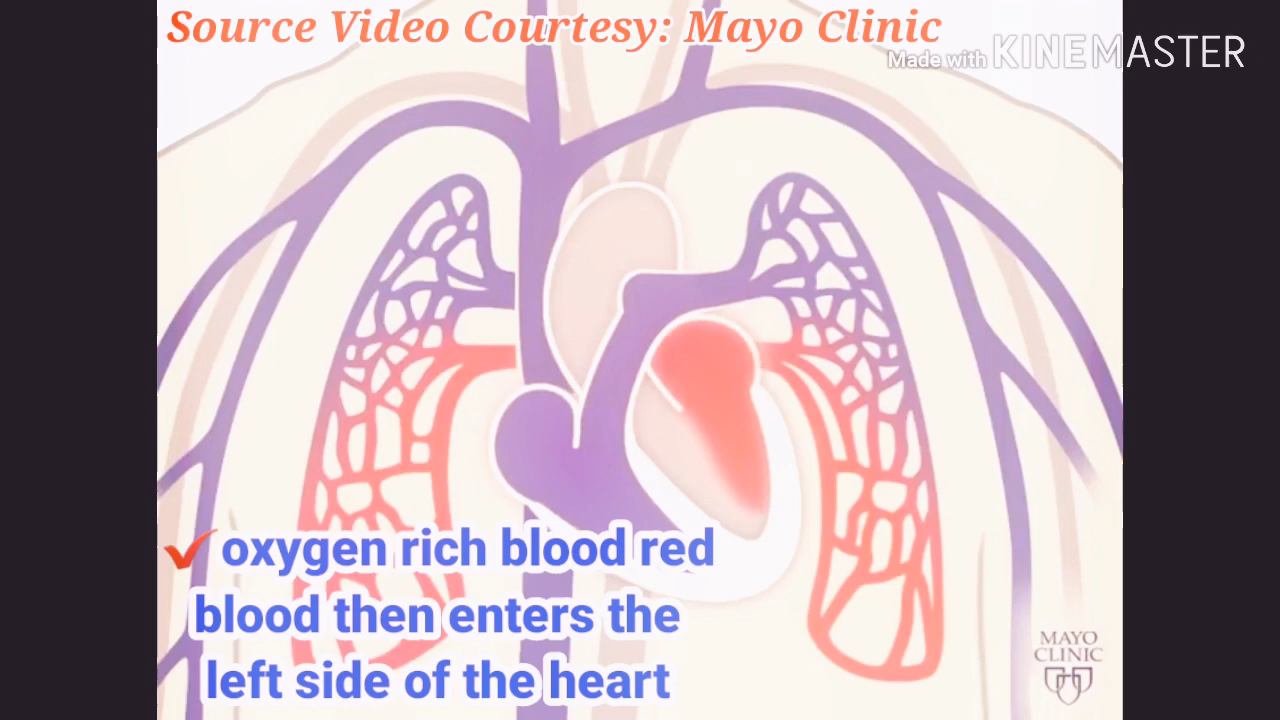 Source Video Courtesy: Mayo Clinic
Made with KINEMASTER
oxygen rich blood red
blood then enters the
left side of the heart
MAYO
CLINIC